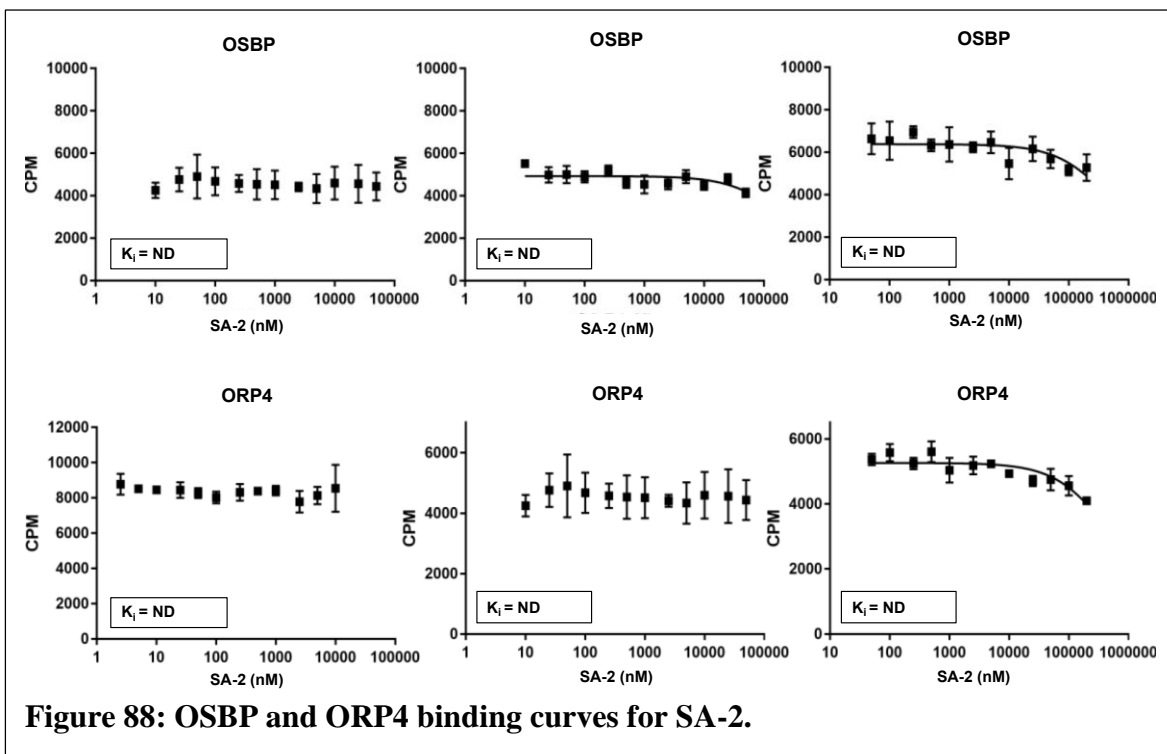 OSBP
10000
8000
6000
4000
2000
0
CPM
Kᵢ = ND
1 10 100 1000 10000 100000
SA-2 (nM)
OSBP
10000
8000
6000
4000
2000
0
CPM
Kᵢ = ND
1 10 100 1000 10000 100000
SA-2 (nM)
OSBP
10000
8000
6000
4000
2000
0
CPM
Kᵢ = ND
10 100 1000 10000 100000 1000000
SA-2 (nM)
ORP4
12000
10000
8000
6000
4000
2000
0
CPM
Kᵢ = ND
1 10 100 1000 10000 100000
SA-2 (nM)
ORP4
6000
4000
2000
0
CPM
Kᵢ = ND
1 10 100 1000 10000 100000
SA-2 (nM)
ORP4
6000
4000
2000
0
CPM
Kᵢ = ND
10 100 1000 10000 100000 1000000
SA-2 (nM)
Figure 88: OSBP and ORP4 binding curves for SA-2.